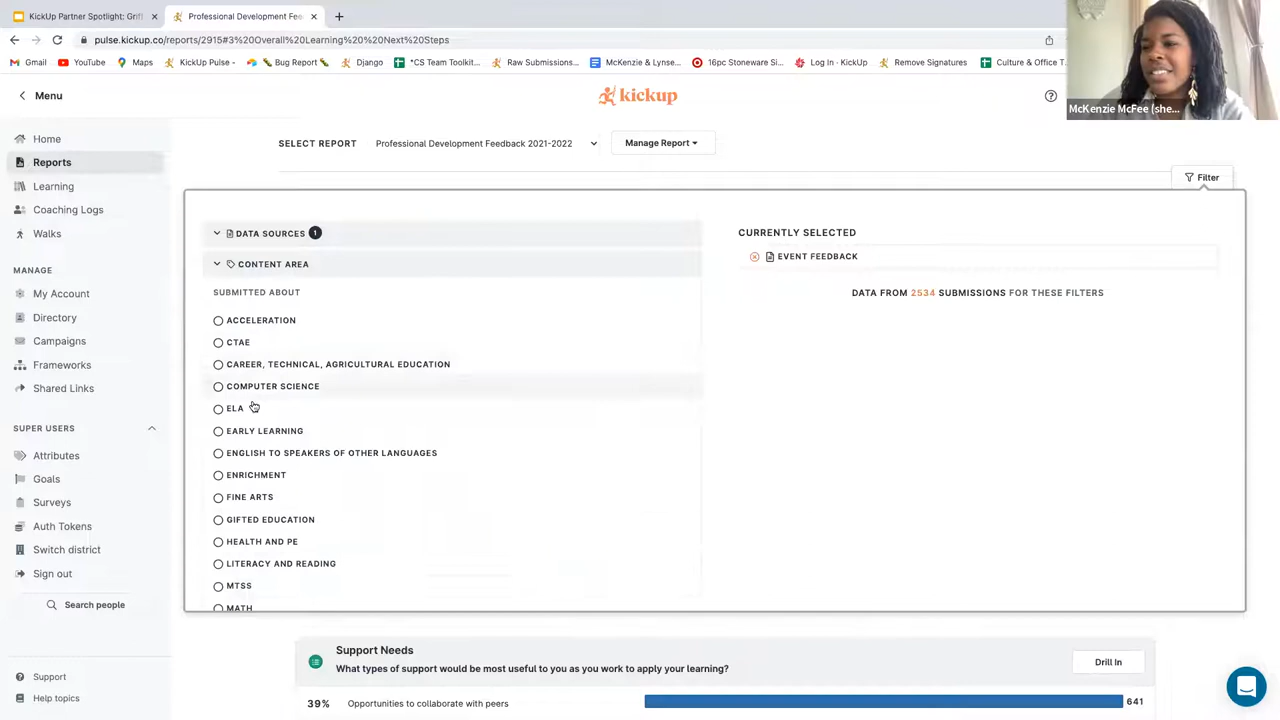 KickUp Partner Spotlight: Grif
Professional Development Fee
pulse.kickup.co/reports/2915#3%20Overall%20Learning%20%20Next%20Steps
Gmail
YouTube
Maps
KickUp Pulse -
Bug Report
Django
*CS Team Toolkit...
Raw Submissions...
McKenzie & Lynse...
16pc Stoneware Si...
Log In · KickUp
Remove Signatures
Culture & Office T
McKenzie McFee (she...
Menu
kickup
Home
Reports
Learning
Coaching Logs
Walks
MANAGE
My Account
Directory
Campaigns
Frameworks
Shared Links
SUPER USERS
Attributes
Goals
Surveys
Auth Tokens
Switch district
Sign out
Search people
Support
Help topics
SELECT REPORT
Professional Development Feedback 2021-2022
Manage Report
Filter
DATA SOURCES 1
CONTENT AREA
SUBMITTED ABOUT
ACCELERATION
CTAE
CAREER, TECHNICAL, AGRICULTURAL EDUCATION
COMPUTER SCIENCE
ELA
EARLY LEARNING
ENGLISH TO SPEAKERS OF OTHER LANGUAGES
ENRICHMENT
FINE ARTS
GIFTED EDUCATION
HEALTH AND PE
LITERACY AND READING
MTSS
MATH
CURRENTLY SELECTED
EVENT FEEDBACK
DATA FROM 2534 SUBMISSIONS FOR THESE FILTERS
Support Needs
What types of support would be most useful to you as you work to apply your learning?
Drill In
39% Opportunities to collaborate with peers 641